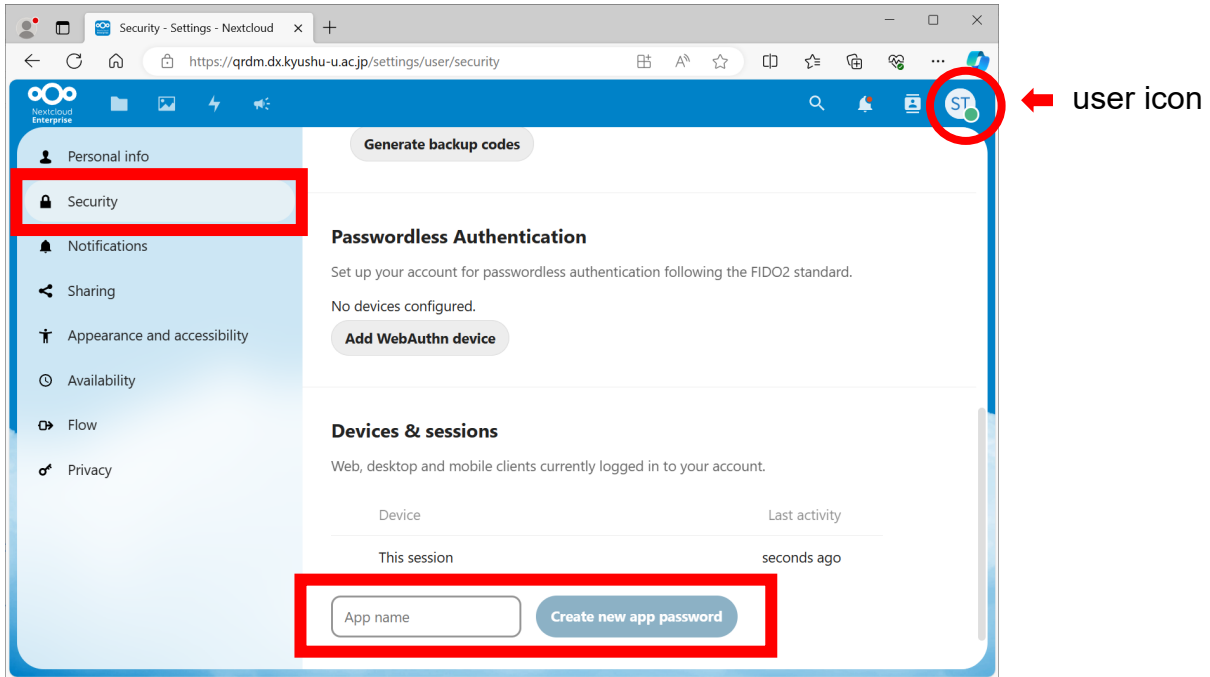 Security - Settings - Nextcloud
https://qrdm.dx.kyushu-u.ac.jp/settings/user/security
Nextcloud
Enterprise
ST
user icon
Personal info
Security
Notifications
Sharing
Appearance and accessibility
Availability
Flow
Privacy
Generate backup codes
Passwordless Authentication
Set up your account for passwordless authentication following the FIDO2 standard.
No devices configured.
Add WebAuthn device
Devices & sessions
Web, desktop and mobile clients currently logged in to your account.
Device Last activity
This session seconds ago
App name Create new app password